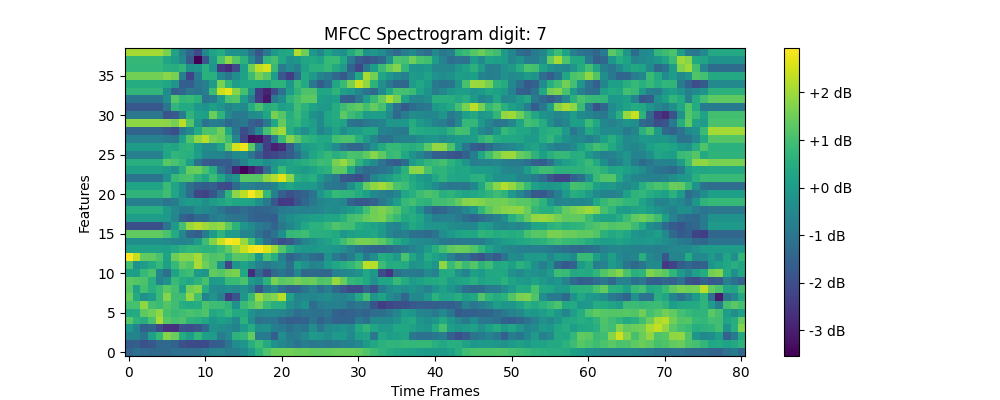 MFCC Spectrogram digit: 7
Features
35
30
25
20
15
10
5
0
0 10 20 30 40 50 60 70 80
Time Frames
+2 dB
+1 dB
+0 dB
-1 dB
-2 dB
-3 dB